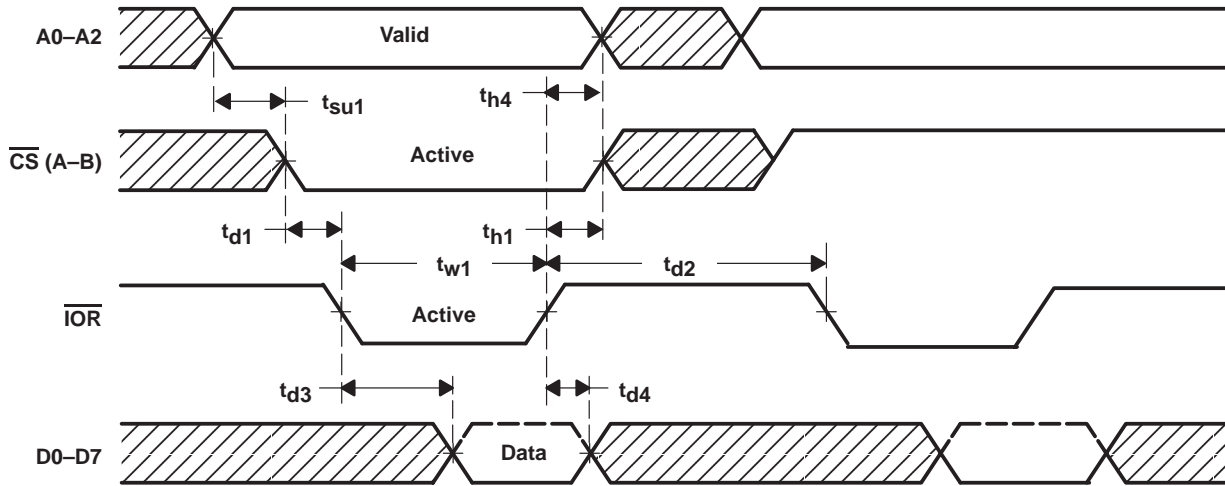 A0–A2
Valid
tsu1
th4
CS (A–B)
Active
td1
th1
tw1
td2
IOR
Active
td3
td4
D0–D7
Data